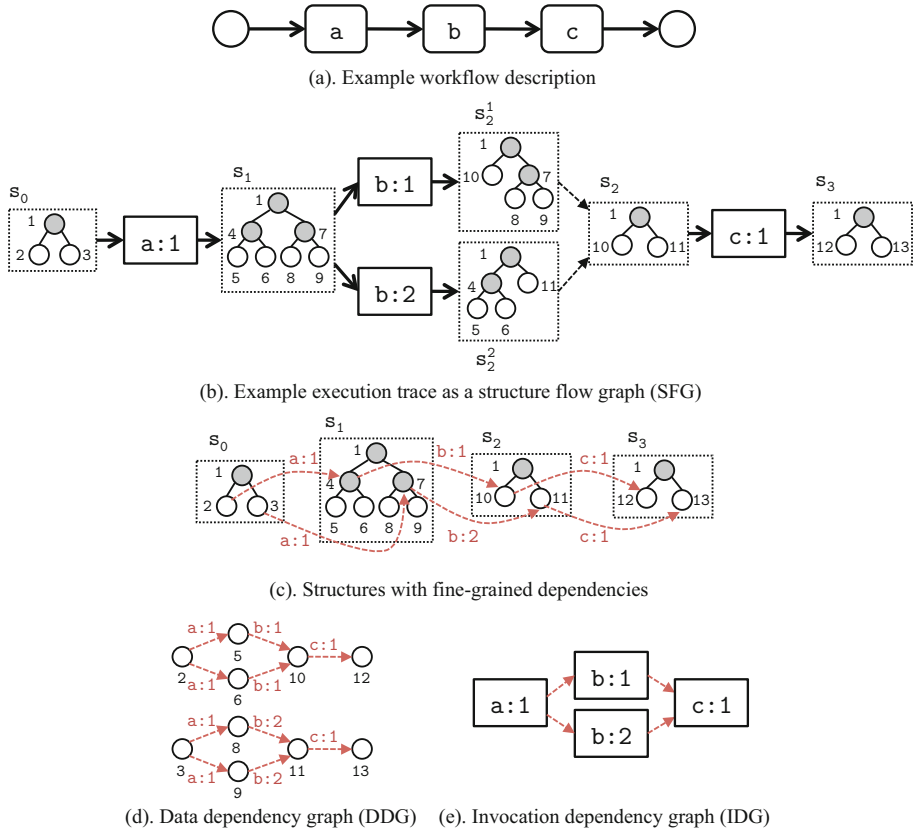 a b c
(a). Example workflow description
s_2^1
1
10 7
8 9
s_0
1
2 3
a:1
s_1
1
4 7
5 6 8 9
b:1
b:2
1
4 11
5 6
s_2^2
s_2
1
10 11
c:1
s_3
1
12 13
(b). Example execution trace as a structure flow graph (SFG)
s_0
1
2 3
a:1
a:1
s_1
1
4 7
5 6 8 9
b:1
b:2
s_2
1
10 11
c:1
c:1
s_3
1
12 13
(c). Structures with fine-grained dependencies
a:1 b:1 c:1
2 5 10 12
a:1 b:1
6
a:1 b:2 c:1
3 8 11 13
a:1 b:2
9
(d). Data dependency graph (DDG)
a:1
b:1
b:2
c:1
(e). Invocation dependency graph (IDG)